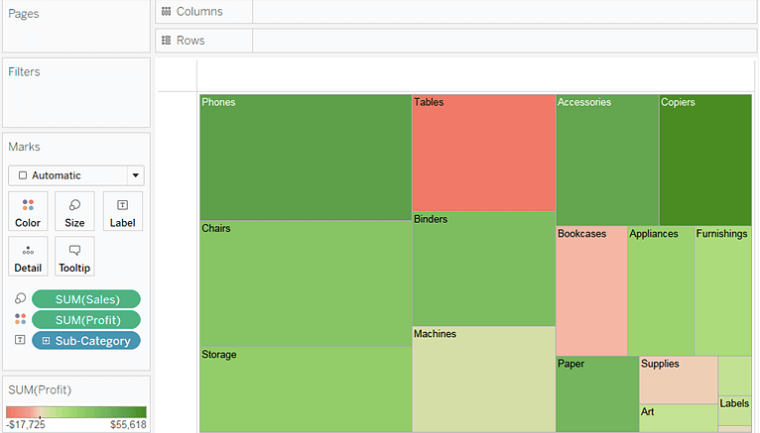 Pages
Columns
Rows
Filters
Marks
Automatic
Color
Size
Label
Detail
Tooltip
SUM(Sales)
SUM(Profit)
Sub-Category
SUM(Profit)
-$17,725
$55,618
Phones
Tables
Accessories
Copiers
Chairs
Binders
Bookcases
Appliances
Furnishings
Storage
Machines
Paper
Supplies
Art
Labels